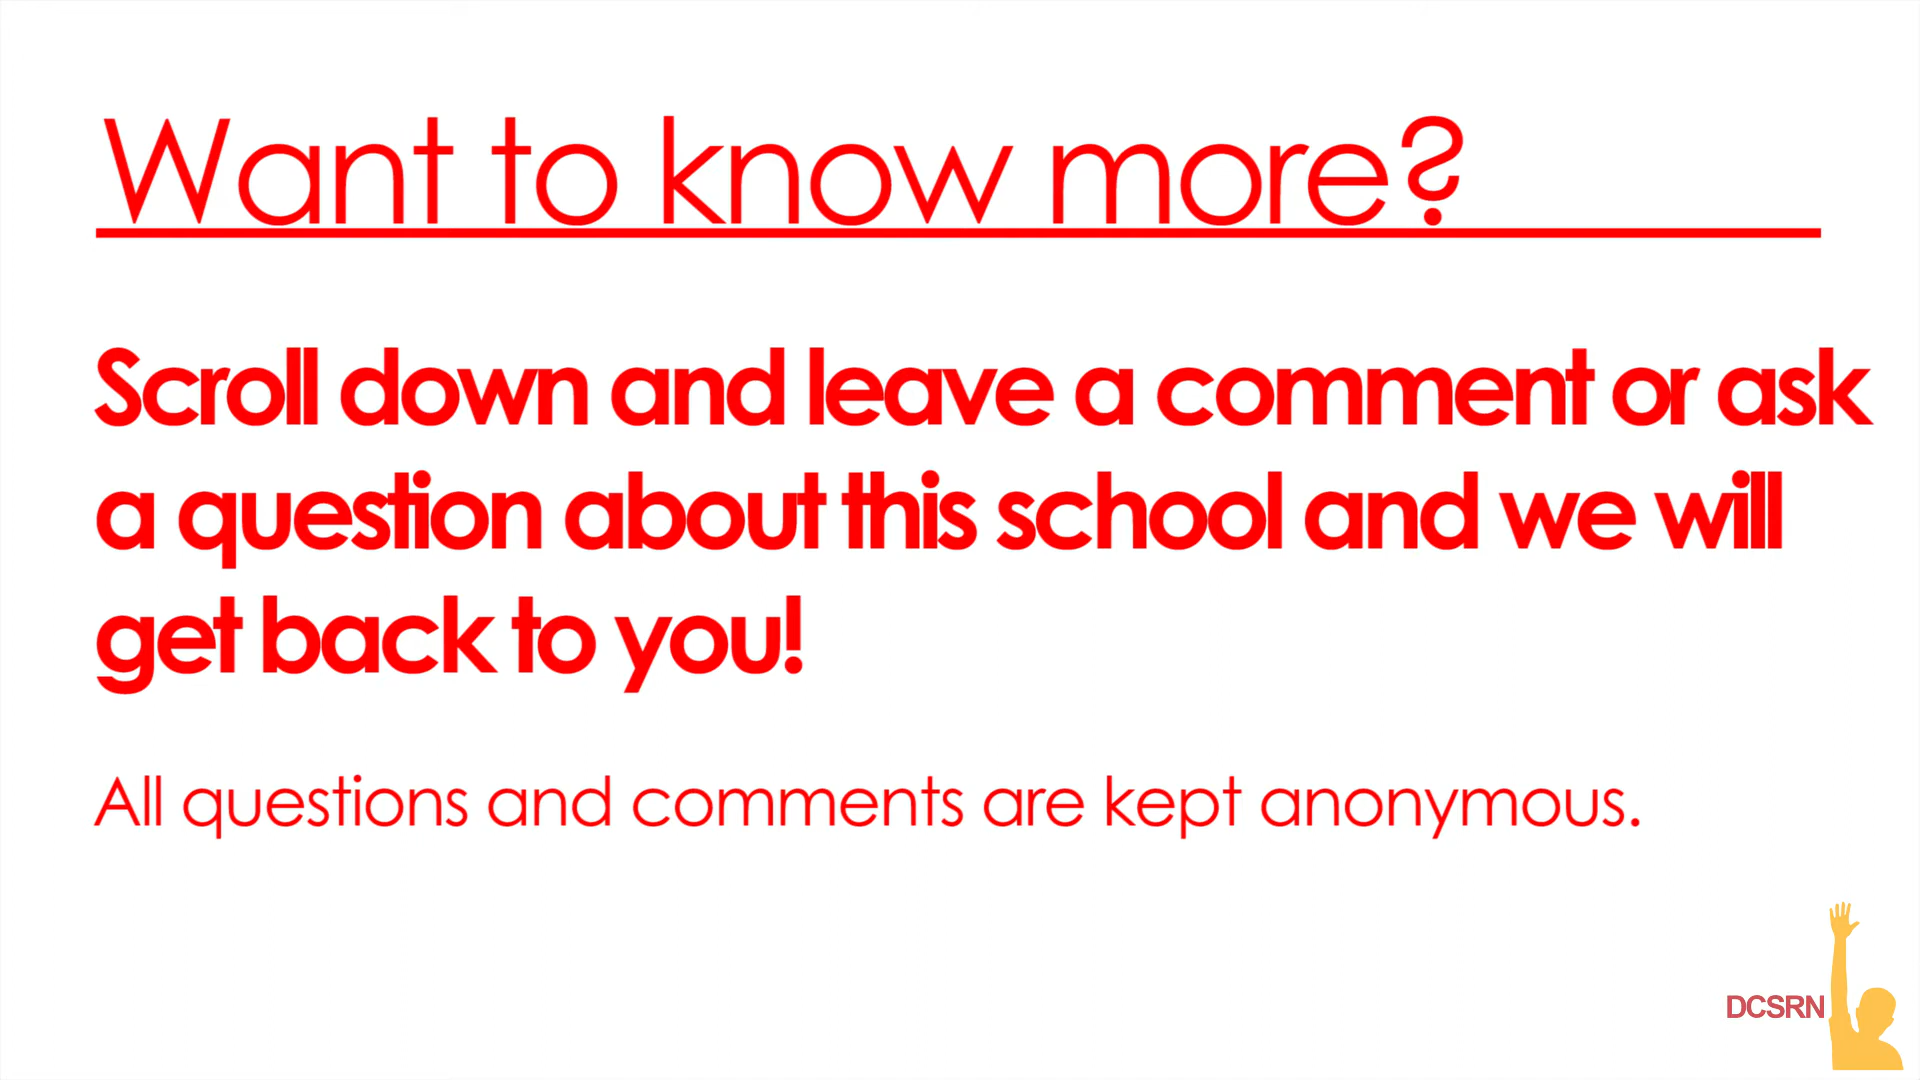 Want to know more?
Scroll down and leave a comment or ask
a question about this school and we will
get back to you!
All questions and comments are kept anonymous.
DCSRN